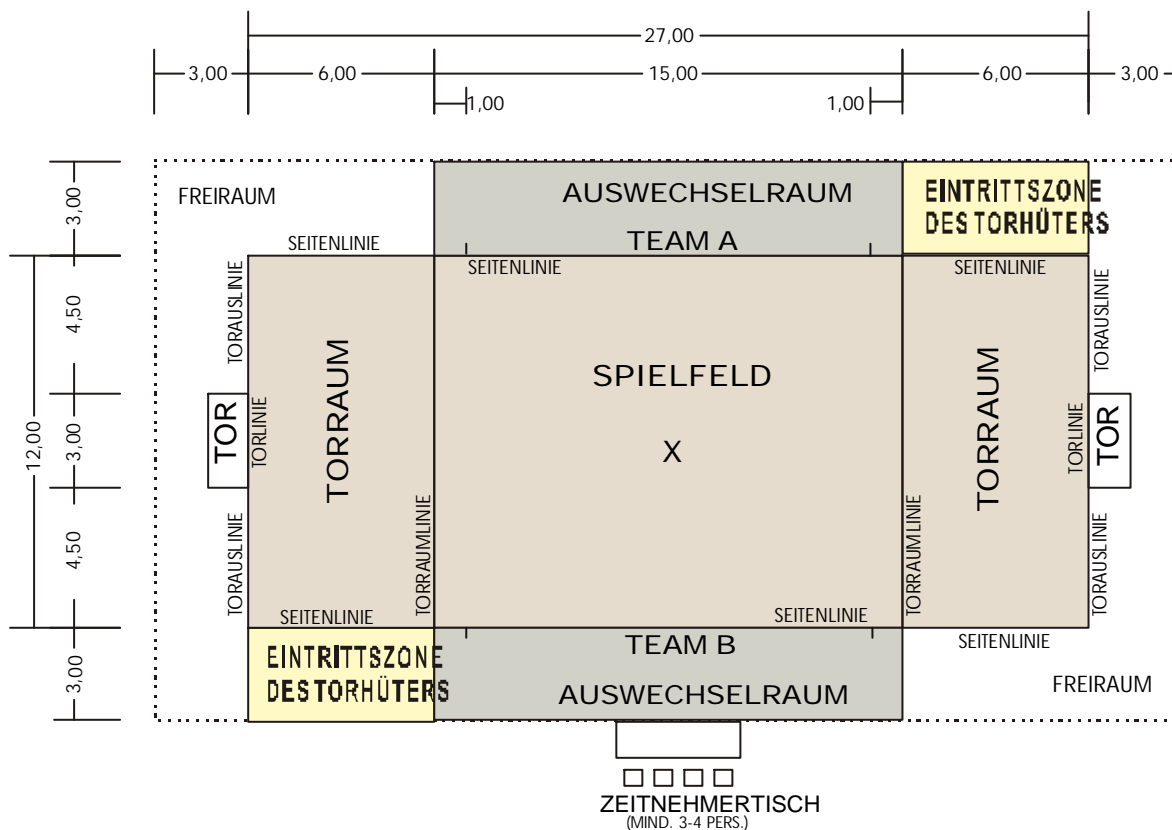 27,00
3,00
6,00
15,00
6,00
3,00
1,00
1,00
3,00
FREIRAUM
AUSWECHSELRAUM
TEAM A
EINTRITTSZONE
DES TORHÜTERS
SEITENLINIE
SEITENLINIE
SEITENLINIE
TORAUSLINIE
TORAUSLINIE
4,50
TORRAUM
SPIELFELD
TORRAUM
12,00
3,00
TOR
TORLINIE
X
TORLINIE
TOR
4,50
TORAUSLINIE
TORRAUMLINIE
TORRAUMLINIE
TORAUSLINIE
SEITENLINIE
SEITENLINIE
SEITENLINIE
3,00
EINTRITTSZONE
DES TORHÜTERS
TEAM B
AUSWECHSELRAUM
FREIRAUM
ZEITNEHMERTISCH
(MIND. 3-4 PERS.)